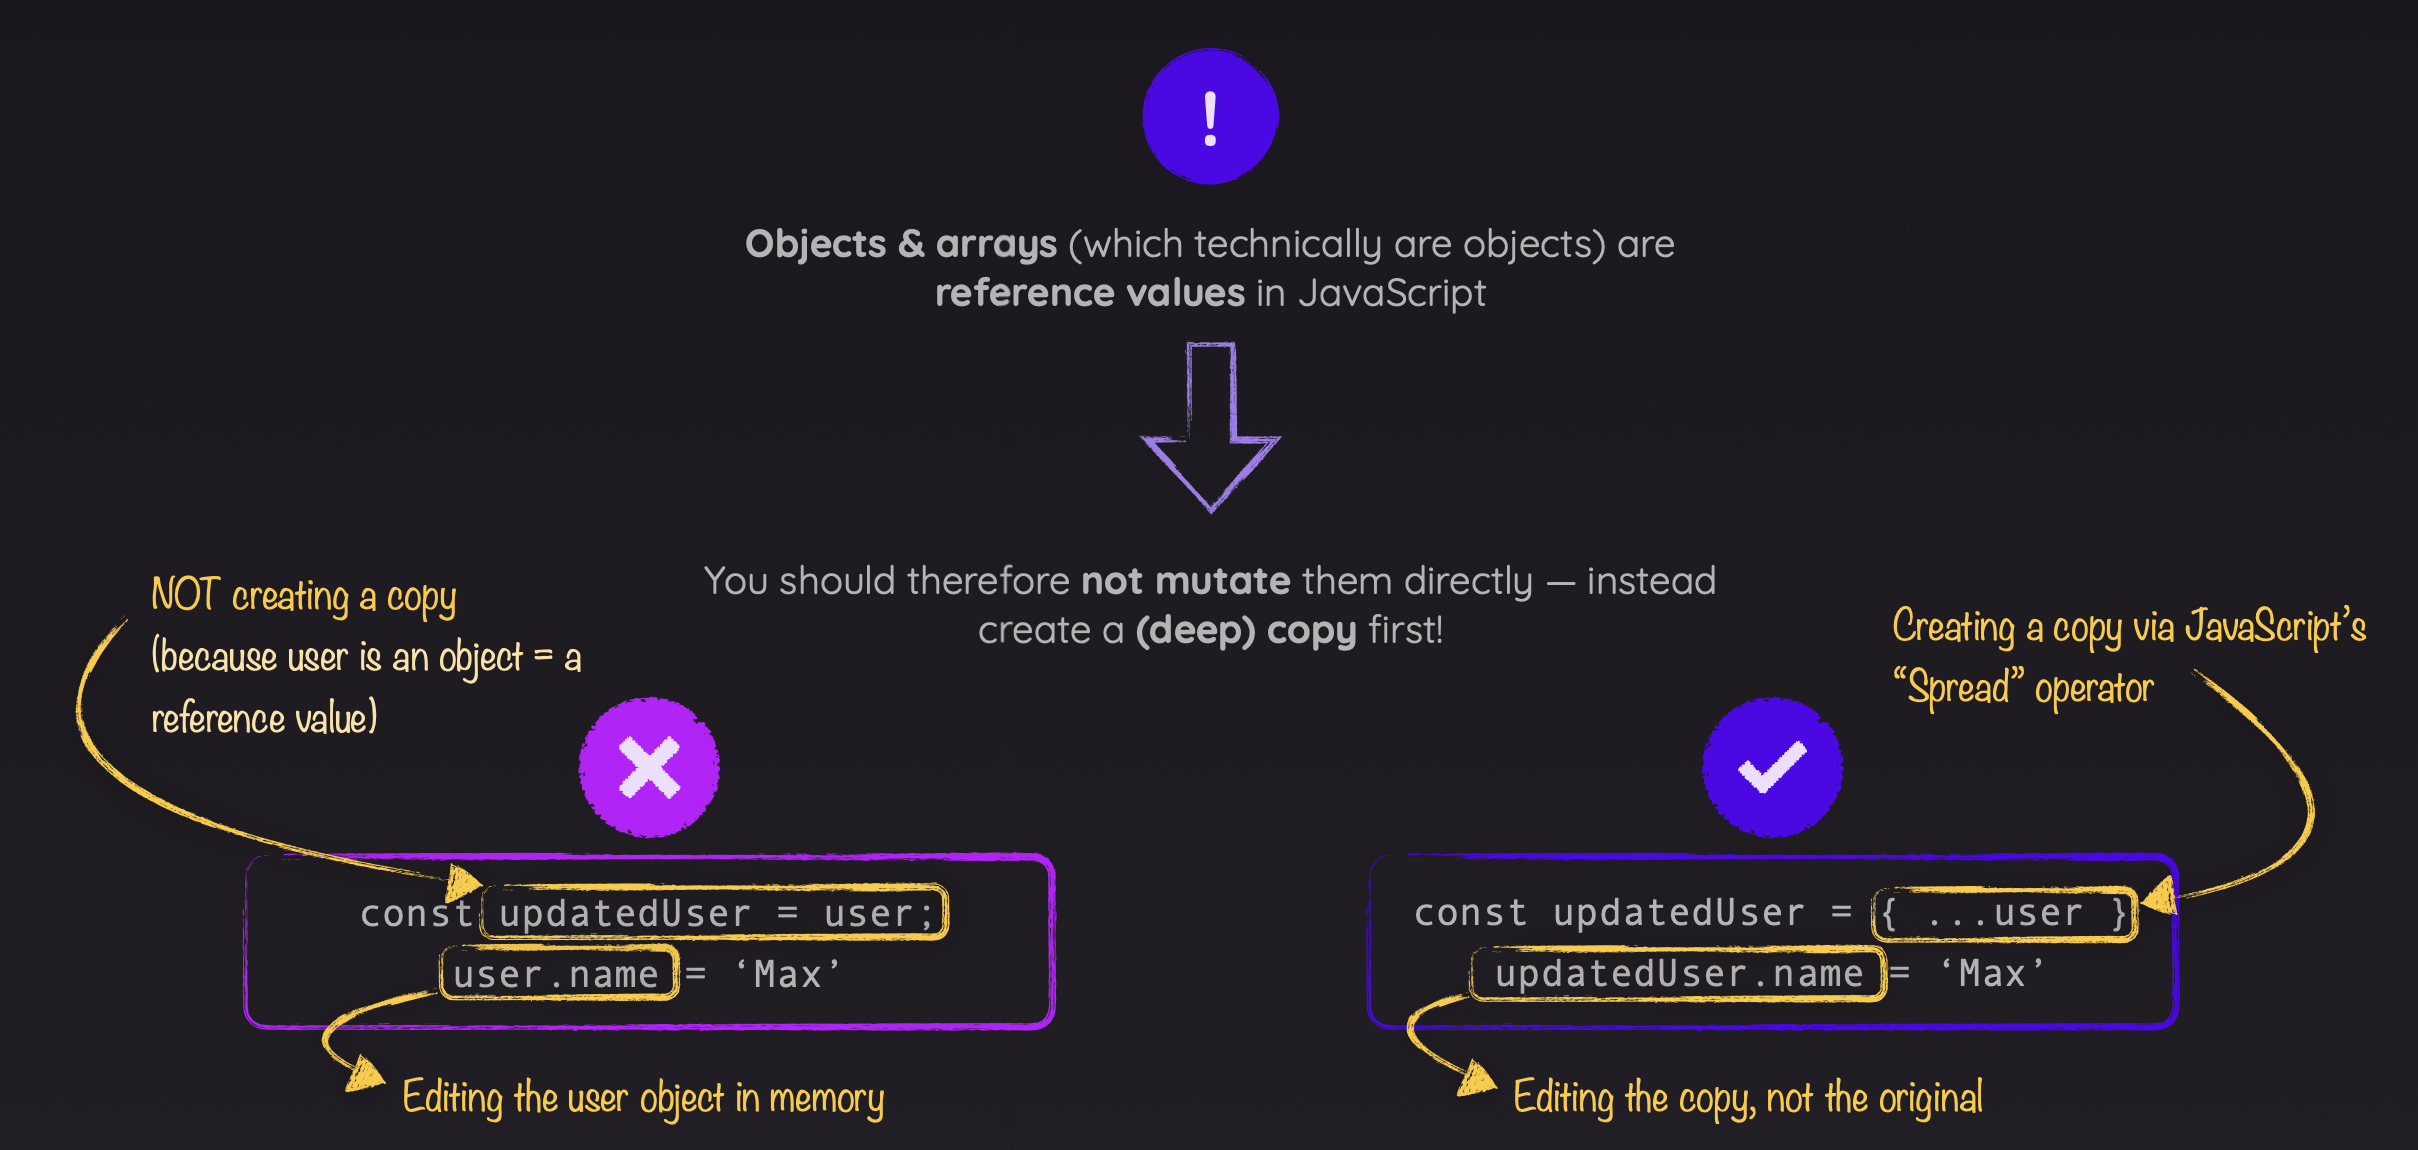 !
Objects & arrays (which technically are objects) are
reference values in JavaScript
You should therefore not mutate them directly — instead
create a (deep) copy first!
NOT creating a copy
(because user is an object = a
reference value)
const updatedUser = user;
user.name = ‘Max’
Editing the user object in memory
Creating a copy via JavaScript’s
“Spread” operator
const updatedUser = { ...user }
updatedUser.name = ‘Max’
Editing the copy, not the original